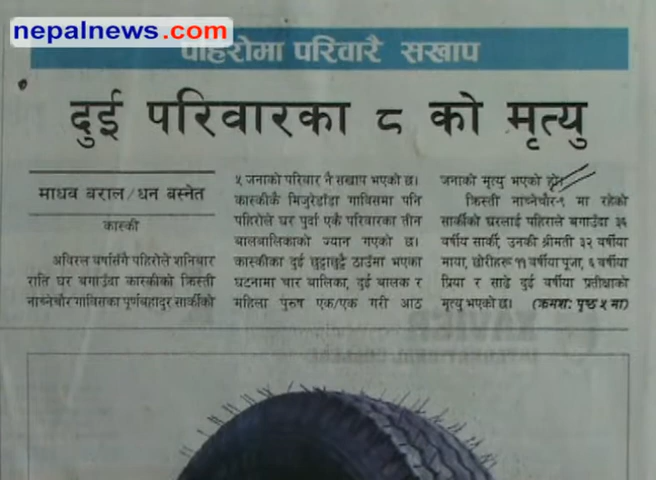 nepalnews.com
पहिरोमा परिवारै सखाप
दुई परिवारका ८ को मृत्यु
माधव बराल/धन बस्नेत
कास्की
अविरल वर्षासँगै पहिरोले शनिबार
राति घर बगाउँदा कास्कीको क्रिस्ती
नाच्नेचौर गाविसका पूर्णबहादुर सार्कीको
५ जनाको परिवार नै सखाप भएको छ।
कास्कीकै मिजुरेडाँडा गाविसमा पनि
पहिरोले घर पुर्दा एकै परिवारका तीन
बालबालिकाको ज्यान गएको छ।
कास्कीका दुई छुट्टाछुट्टै ठाउँमा भएका
घटनामा चार बालिका, दुई बालक र
महिला पुरुष एक/एक गरी आठ
जनाको मृत्यु भएको हो।
क्रिस्ती नाच्नेचौर-९ मा रहेको
सार्कीको घरलाई पहिराले बगाउँदा ३६
वर्षीय सार्की, उनकी श्रीमती ३२ वर्षीया
माया, छोरीहरू ११ वर्षीया पूजा, ६ वर्षीया
प्रिया र साढे दुई वर्षीया प्रतीक्षाको
मृत्यु भएको छ। (क्रमश: पृष्ठ ५ मा)